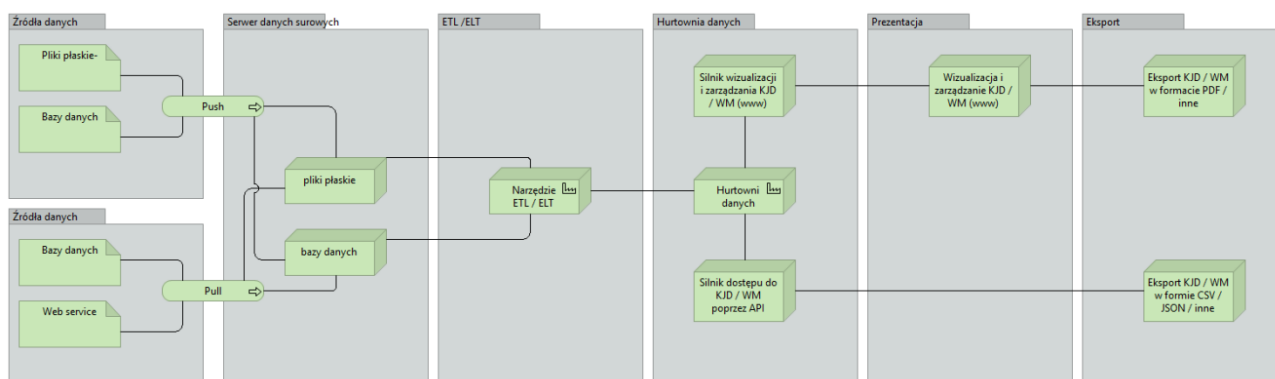 Źródła danych
Pliki płaskie-
Bazy danych
Push
Źródła danych
Bazy danych
Web service
Pull
Serwer danych surowych
pliki płaskie
bazy danych
ETL /ELT
Narzędzie
ETL / ELT
Hurtownia danych
Silnik wizualizacji
i zarządzania KJD
/ WM (www)
Hurtowni
danych
Silnik dostępu do
KJD / WM
poprzez API
Prezentacja
Wizualizacja i
zarządzanie KJD /
WM (www)
Eksport
Eksport KJD / WM
w formacie PDF /
inne
Eksport KJD / WM
w formie CSV /
JSON / inne